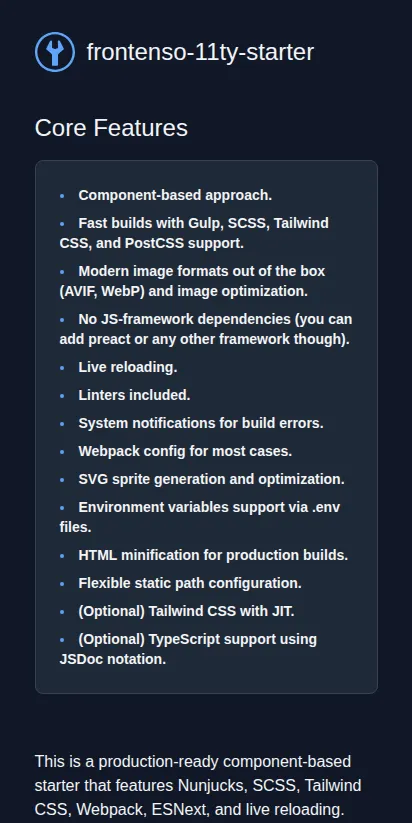 frontenso-11ty-starter
Core Features
Component-based approach.
Fast builds with Gulp, SCSS, Tailwind
CSS, and PostCSS support.
Modern image formats out of the box
(AVIF, WebP) and image optimization.
No JS-framework dependencies (you can
add preact or any other framework though).
Live reloading.
Linters included.
System notifications for build errors.
Webpack config for most cases.
SVG sprite generation and optimization.
Environment variables support via .env
files.
HTML minification for production builds.
Flexible static path configuration.
(Optional) Tailwind CSS with JIT.
(Optional) TypeScript support using
JSDoc notation.
This is a production-ready component-based
starter that features Nunjucks, SCSS, Tailwind
CSS, Webpack, ESNext, and live reloading.